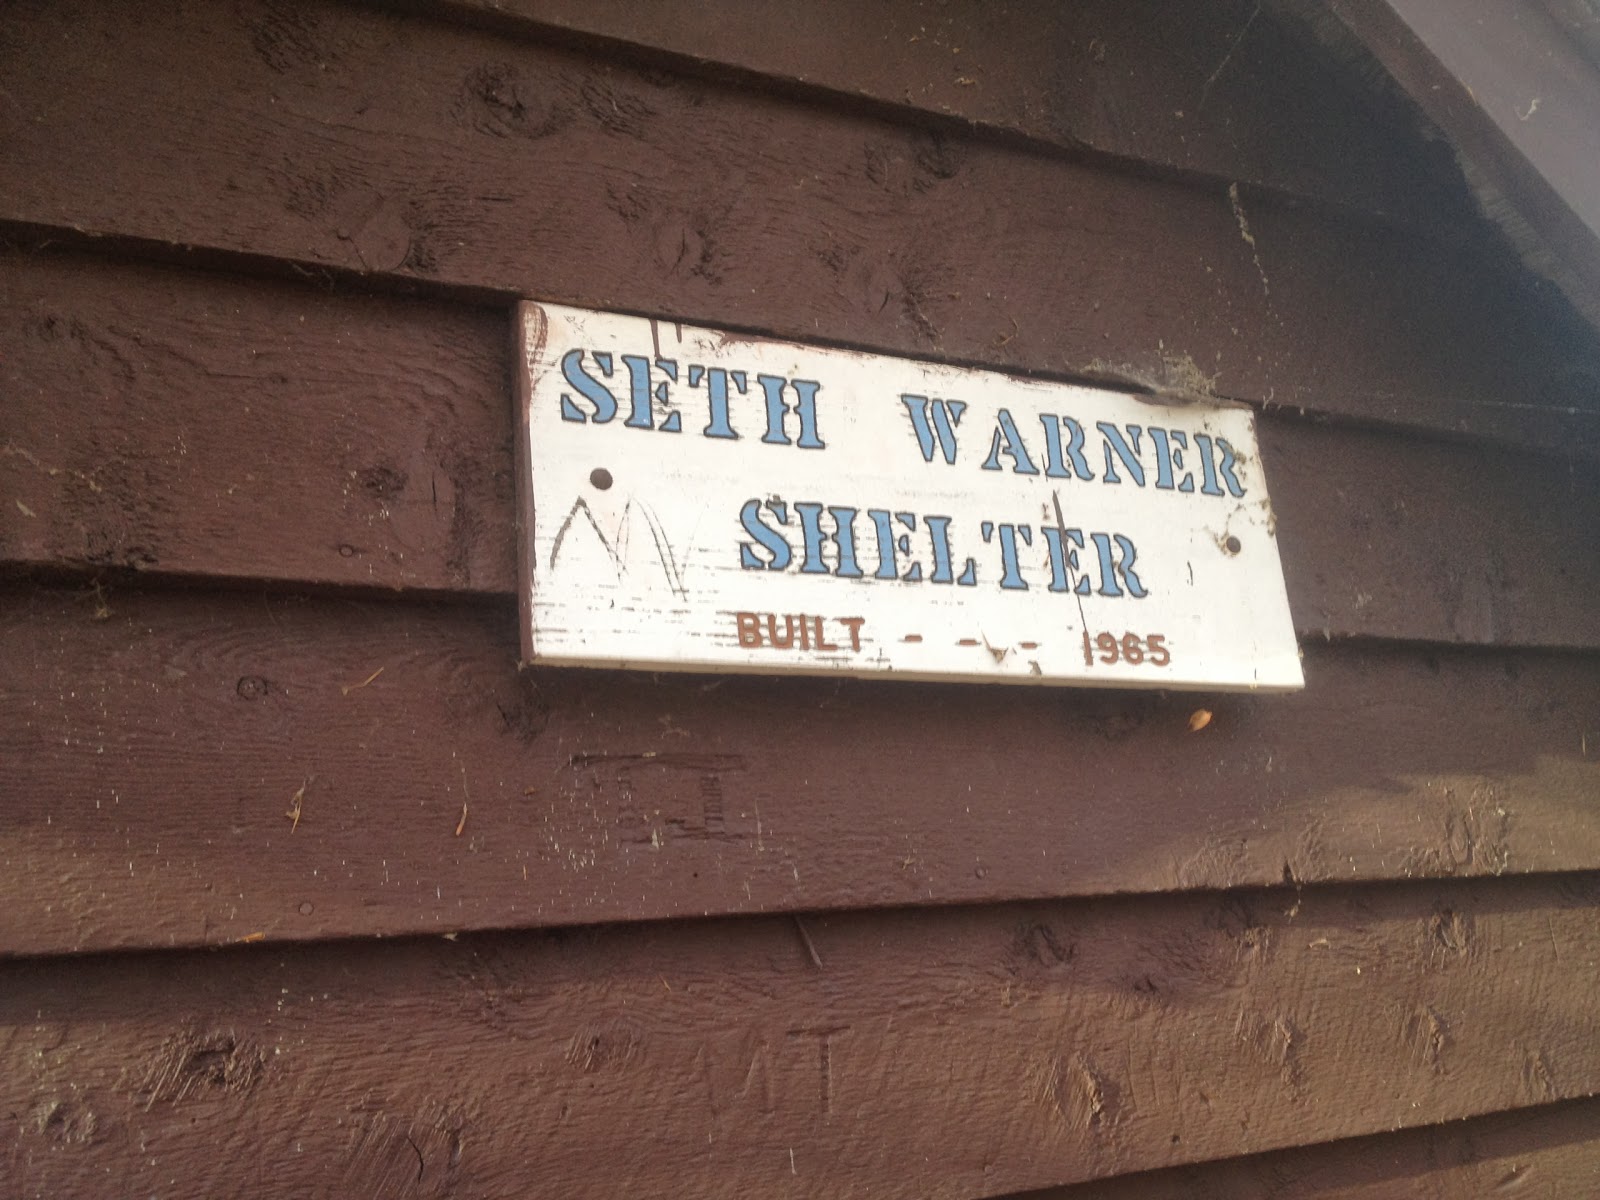 SETH WARNER
SHELTER
BUILT - - - 1965